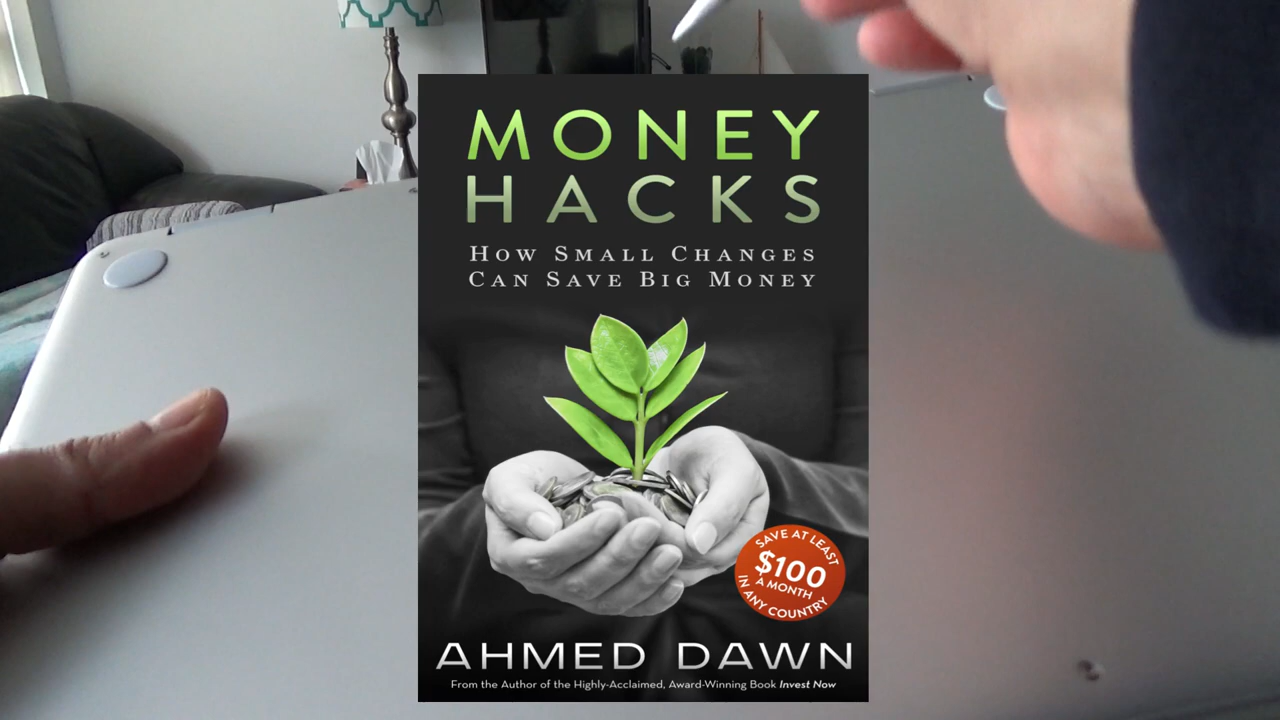 MONEY
HACKS
How Small Changes
Can Save Big Money
SAVE AT LEAST
$100
A MONTH
IN ANY COUNTRY
AHMED DAWN
From the Author of the Highly-Acclaimed, Award-Winning Book Invest Now